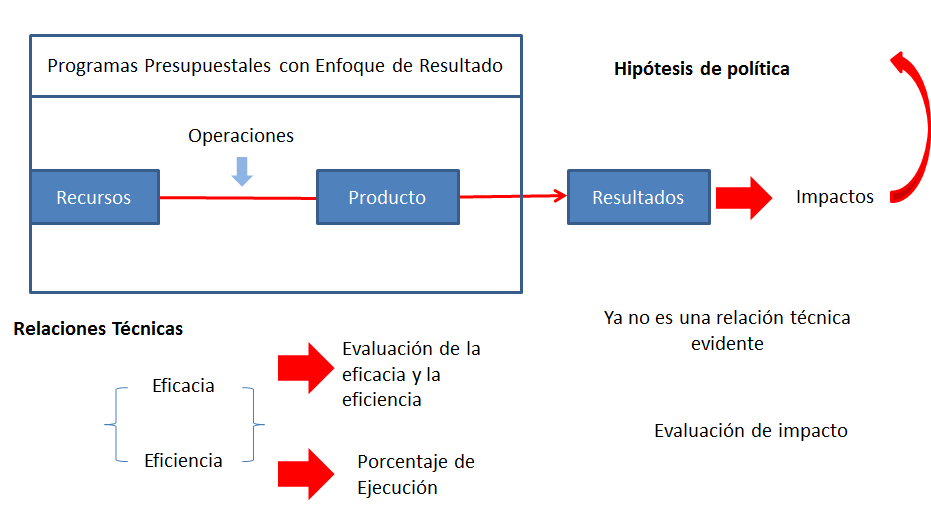 Programas Presupuestales con Enfoque de Resultado
Hipótesis de política
Operaciones
Recursos
Producto
Resultados
Impactos
Relaciones Técnicas
Eficacia
Eficiencia
Evaluación de la
eficacia y la
eficiencia
Porcentaje de
Ejecución
Ya no es una relación técnica
evidente
Evaluación de impacto